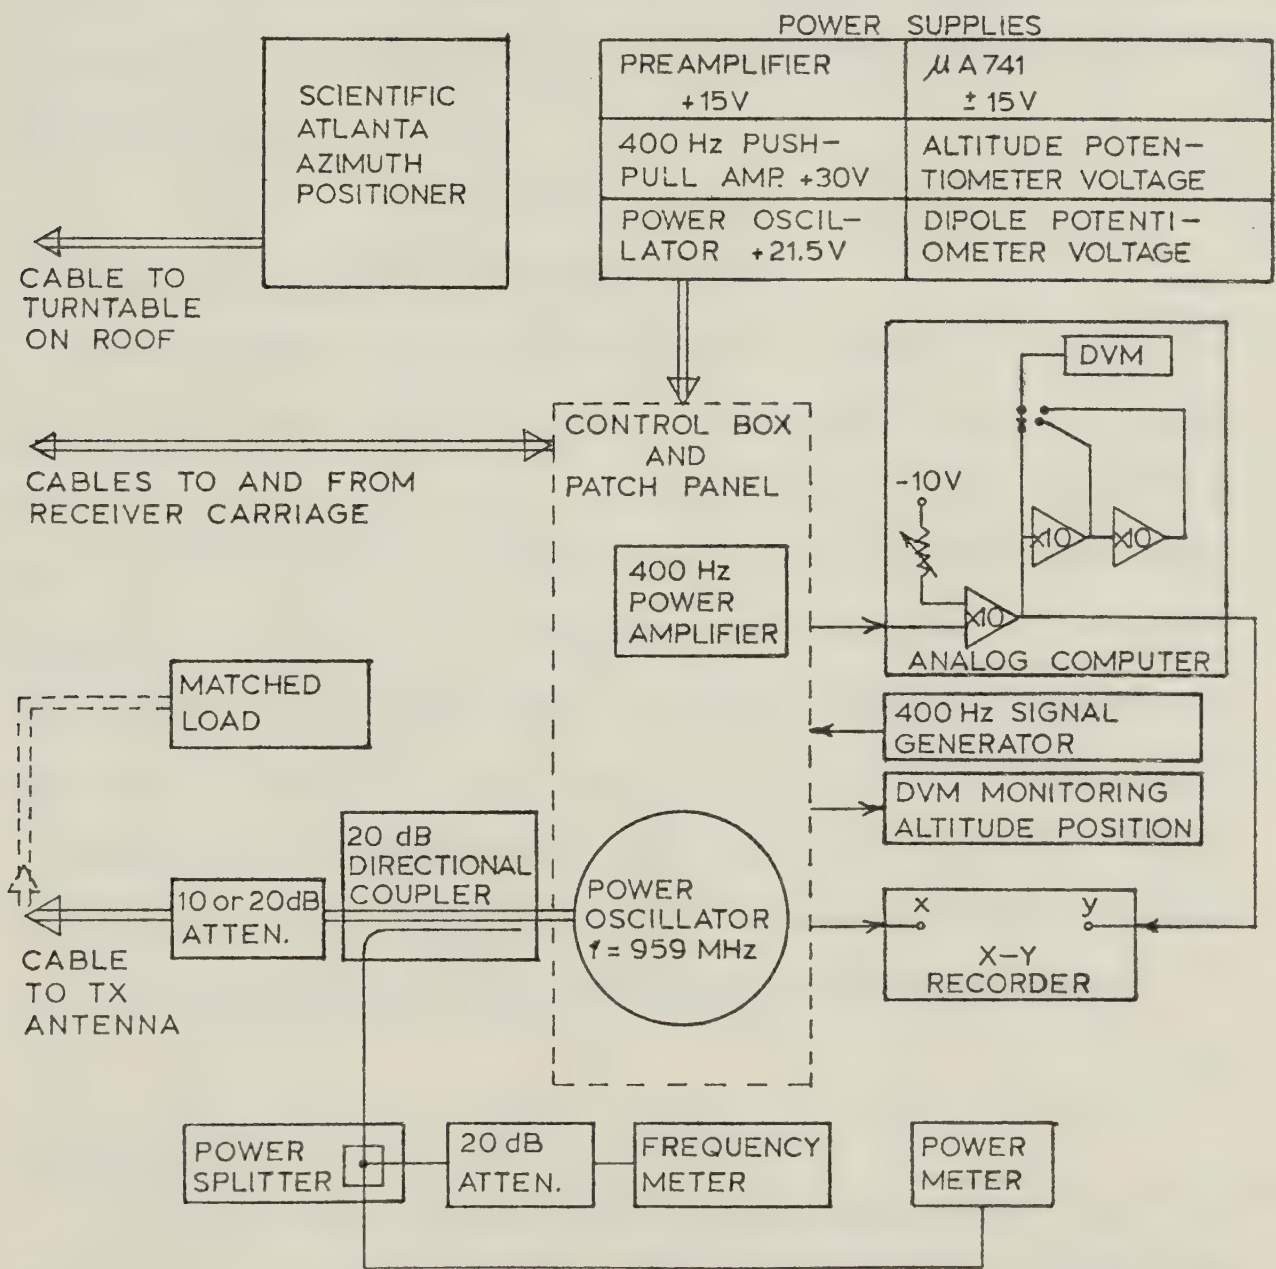 POWER SUPPLIES
PREAMPLIFIER
+15V
μA741
± 15V
400 Hz PUSH-
PULL AMP. +30V
ALTITUDE POTEN-
TIOMETER VOLTAGE
POWER OSCIL-
LATOR +21.5V
DIPOLE POTENTI-
OMETER VOLTAGE
SCIENTIFIC
ATLANTA
AZIMUTH
POSITIONER
CABLE TO
TURNTABLE
ON ROOF
CONTROL BOX
AND
PATCH PANEL
CABLES TO AND FROM
RECEIVER CARRIAGE
DVM
-10V
x10
x10
x10
ANALOG COMPUTER
400 Hz
POWER
AMPLIFIER
MATCHED
LOAD
400 Hz SIGNAL
GENERATOR
DVM MONITORING
ALTITUDE POSITION
20 dB
DIRECTIONAL
COUPLER
10 or 20dB
ATTEN.
POWER
OSCILLATOR
f = 959 MHz
x
y
X-Y
RECORDER
CABLE
TO TX
ANTENNA
POWER
SPLITTER
20 dB
ATTEN.
FREQUENCY
METER
POWER
METER